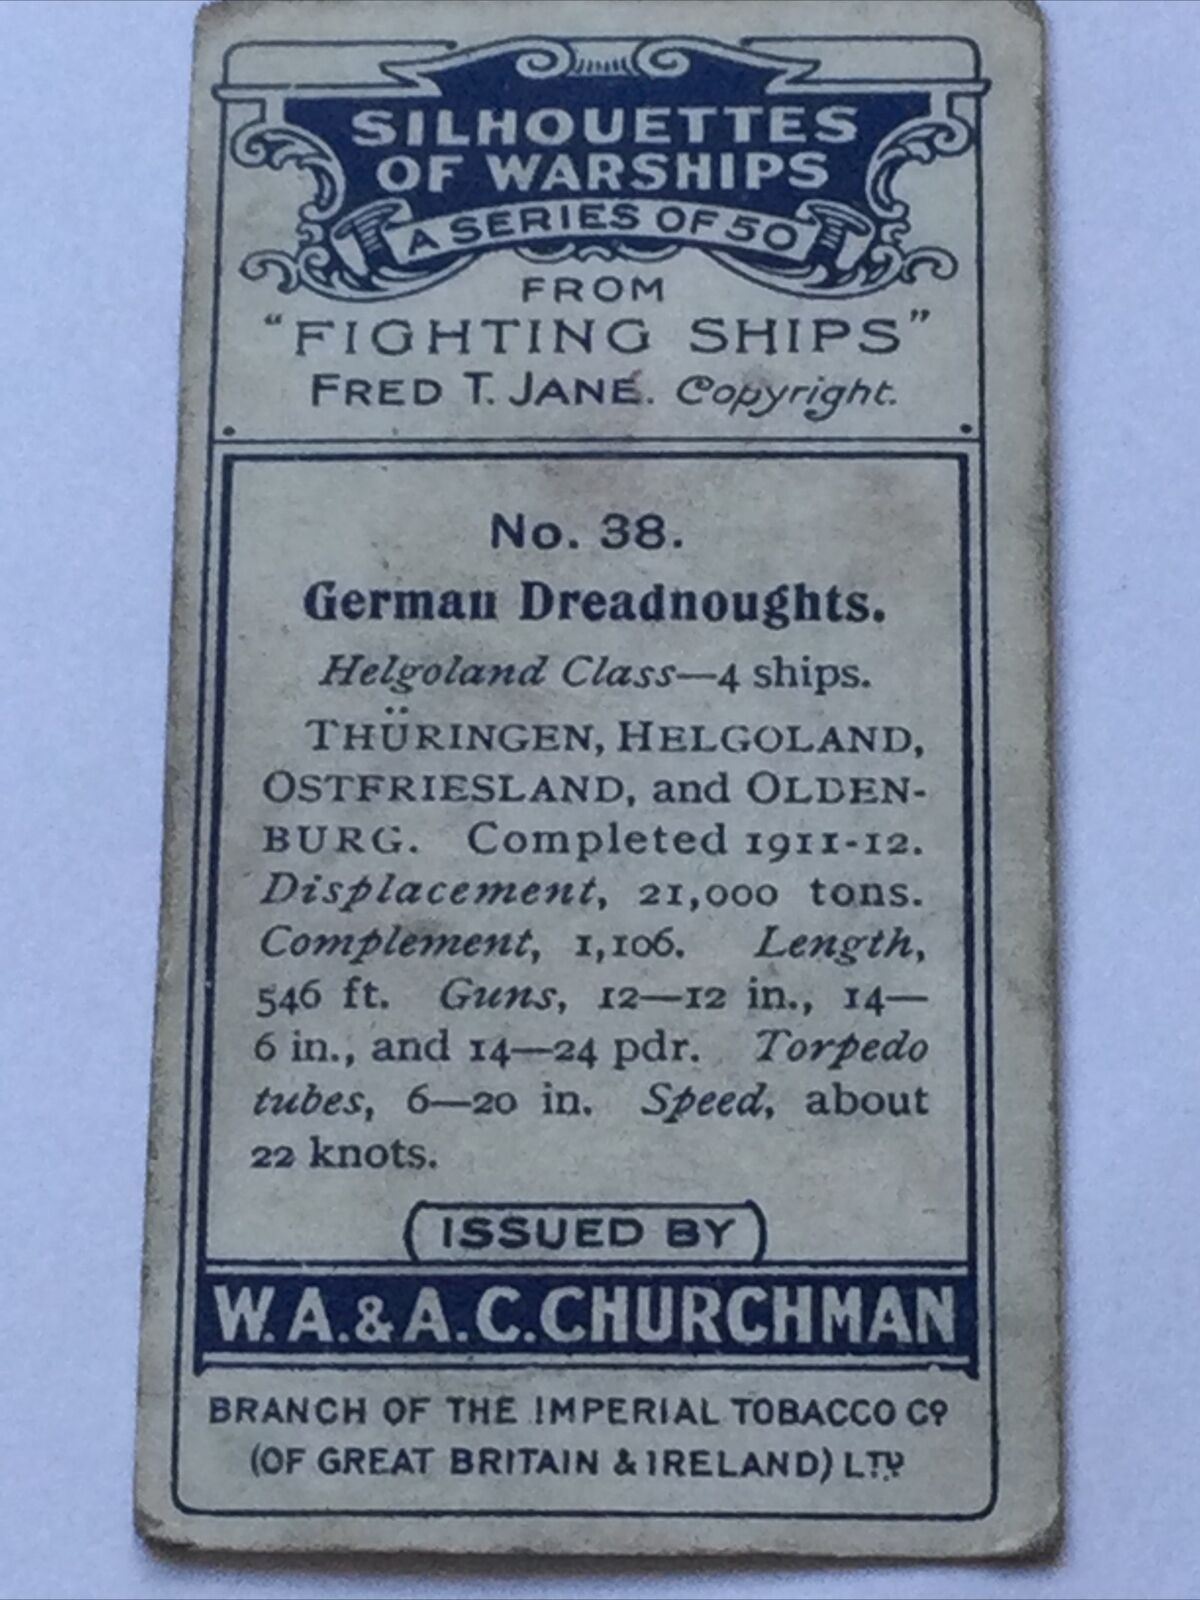 SILHOUETTES
OF WARSHIPS
A SERIES OF 50
FROM
"FIGHTING SHIPS"
FRED T. JANE. Copyright.
No. 38.
German Dreadnoughts.
Helgoland Class—4 ships.
THÜRINGEN, HELGOLAND,
OSTFRIESLAND, and OLDEN-
BURG. Completed 1911-12.
Displacement, 21,000 tons.
Complement, 1,106. Length,
546 ft. Guns, 12—12 in., 14—
6 in., and 14—24 pdr. Torpedo
tubes, 6—20 in. Speed, about
22 knots.
ISSUED BY
W.A.&A.C.CHURCHMAN
BRANCH OF THE IMPERIAL TOBACCO Co
(OF GREAT BRITAIN & IRELAND) LTD